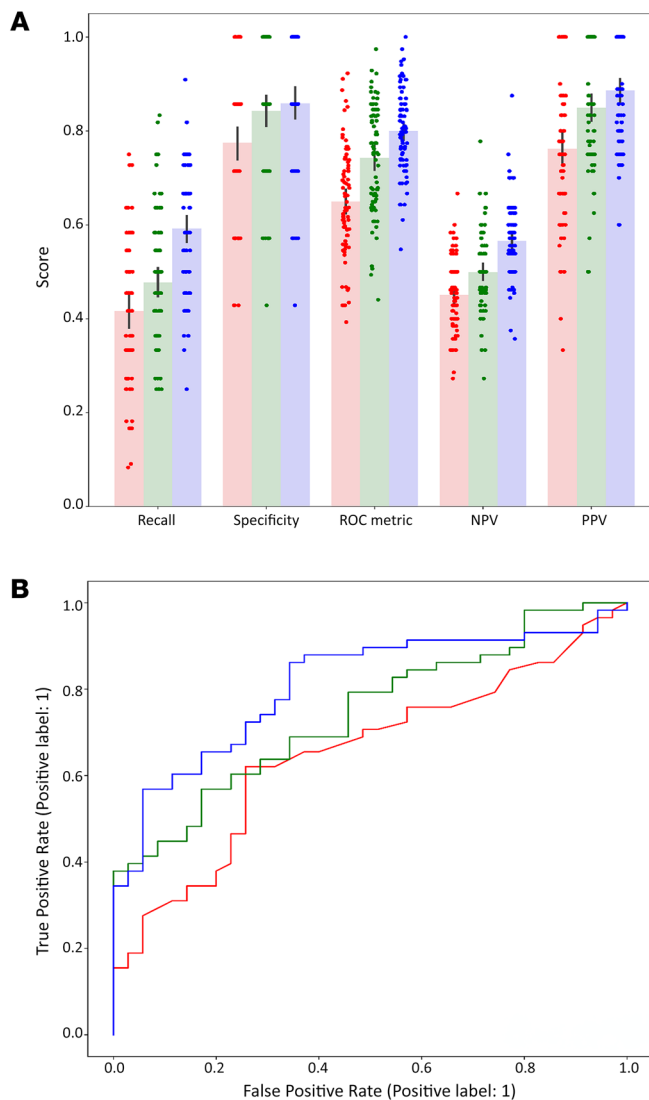 A
1.0
0.8
0.6
0.4
0.2
0.0
Score
Recall
Specificity
ROC metric
NPV
PPV
B
1.0
0.8
0.6
0.4
0.2
0.0
True Positive Rate (Positive label: 1)
0.0
0.2
0.4
0.6
0.8
1.0
False Positive Rate (Positive label: 1)